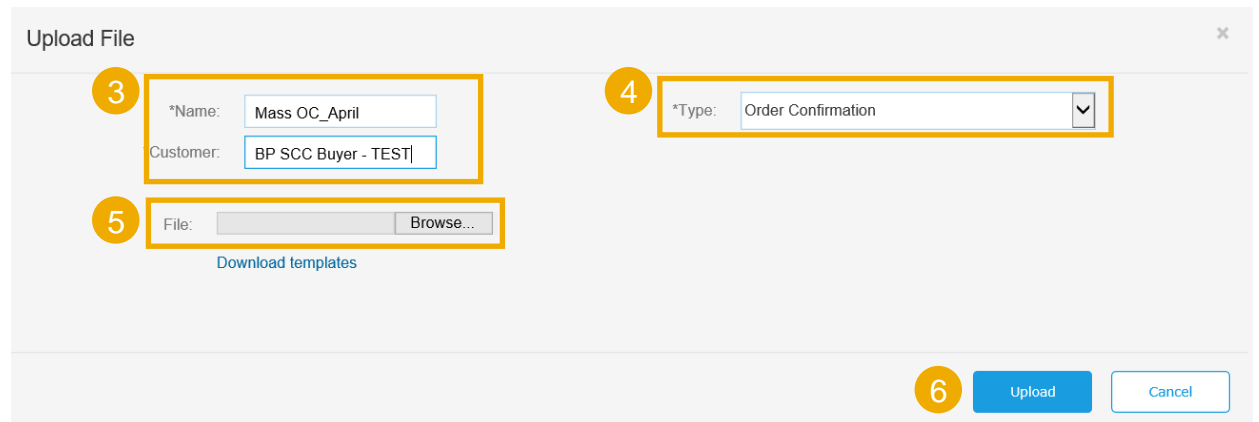 Upload File
×
3
*Name: Mass OC_April
4
*Type: Order Confirmation
*Customer: BP SCC Buyer - TEST
5
File: Browse...
Download templates
6
Upload
Cancel